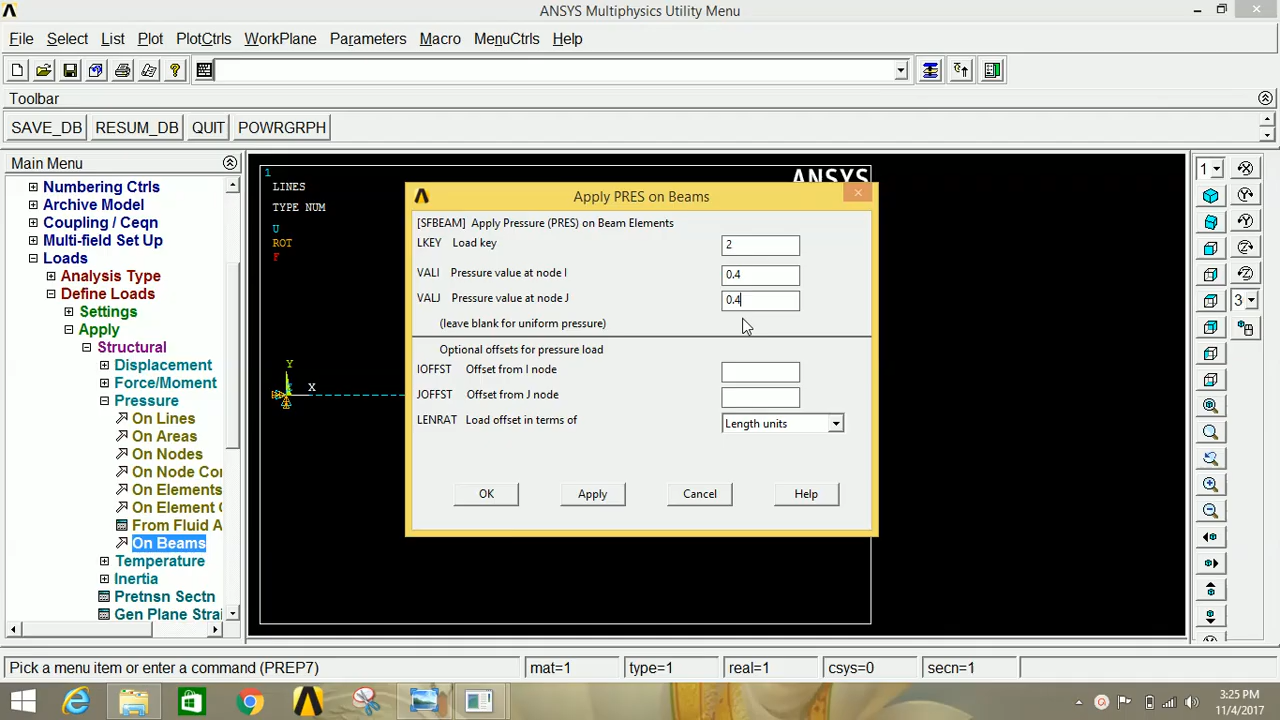 ANSYS Multiphysics Utility Menu
File Select List Plot PlotCtrls WorkPlane Parameters Macro MenuCtrls Help
Toolbar
SAVE_DB RESUM_DB QUIT POWRGRPH
Main Menu
Numbering Ctrls
Archive Model
Coupling / Ceqn
Multi-field Set Up
Loads
Analysis Type
Define Loads
Settings
Apply
Structural
Displacement
Force/Moment
Pressure
On Lines
On Areas
On Nodes
On Node Co
On Elements
On Element
From Fluid A
On Beams
Temperature
Inertia
Pretnsn Sectn
Gen Plane Strai
1
LINES
TYPE NUM
U
ROT
F
Y
X
ANSYS
Apply PRES on Beams
[SFBEAM] Apply Pressure (PRES) on Beam Elements
LKEY Load key 2
VALI Pressure value at node I 0.4
VALJ Pressure value at node J 0.4
(leave blank for uniform pressure)
Optional offsets for pressure load
IOFFST Offset from I node
JOFFST Offset from J node
LENRAT Load offset in terms of Length units
OK Apply Cancel Help
1
3
Pick a menu item or enter a command (PREP7) mat=1 type=1 real=1 csys=0 secn=1
3:25 PM
11/4/2017